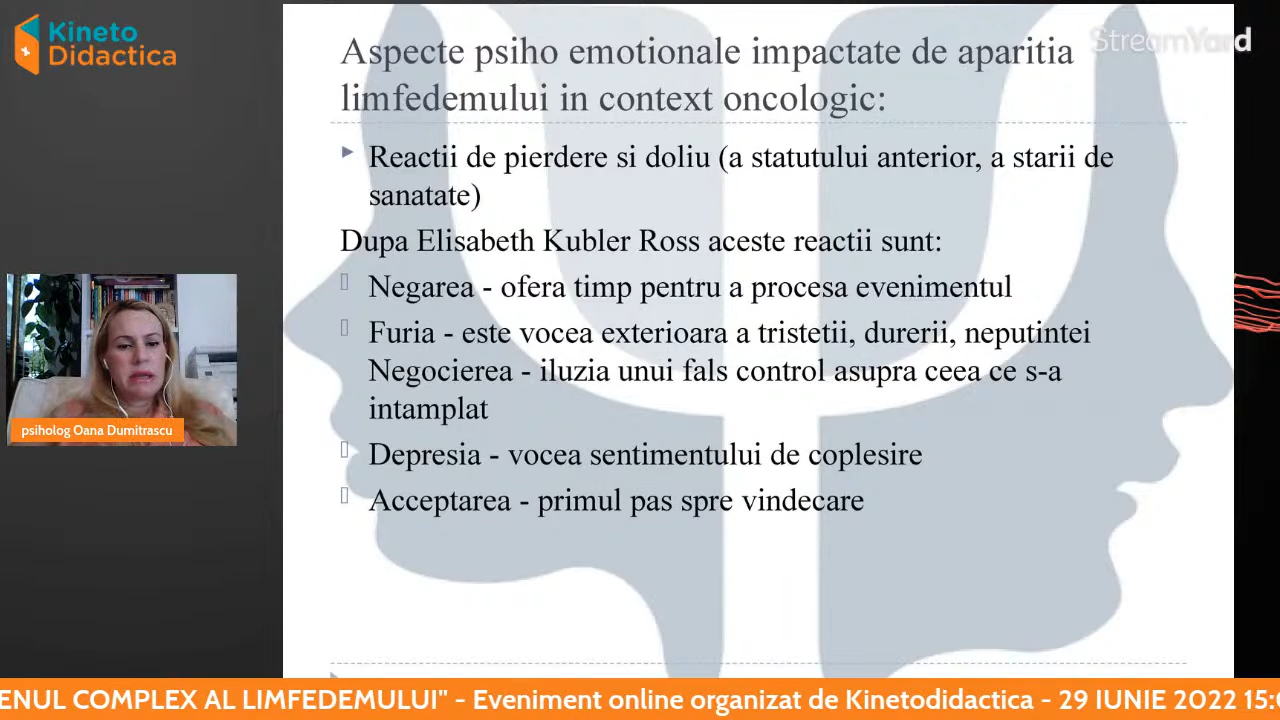 Kineto
Didactica
StreamYard
Aspecte psiho emotionale impactate de aparitia
limfedemului in context oncologic:
Reactii de pierdere si doliu (a statutului anterior, a starii de
sanatate)
Dupa Elisabeth Kubler Ross aceste reactii sunt:
Negarea - ofera timp pentru a procesa evenimentul
Furia - este vocea exterioara a tristetii, durerii, neputintei
Negocierea - iluzia unui fals control asupra ceea ce s-a
intamplat
Depresia - vocea sentimentului de coplesire
Acceptarea - primul pas spre vindecare
psiholog Oana Dumitrascu
ENUL COMPLEX AL LIMFEDEMULUI" - Eveniment online organizat de Kinetodidactica - 29 IUNIE 2022 15:0